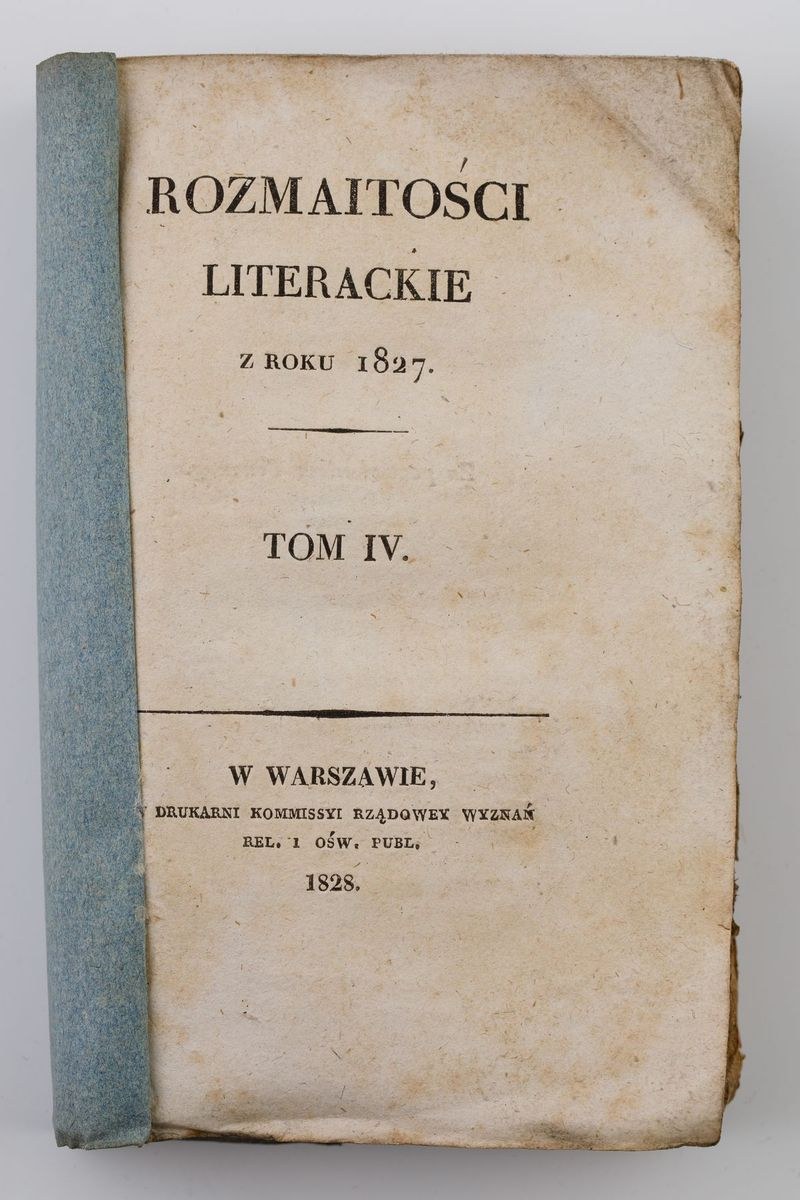 ROZMAITOŚCI
LITERACKIE
Z ROKU 1827.
TOM IV.
W WARSZAWIE,
DRUKARNI KOMMISSYI RZĄDOWEY WYZNAŃ
REL. I OŚW. PUBL.
1828.